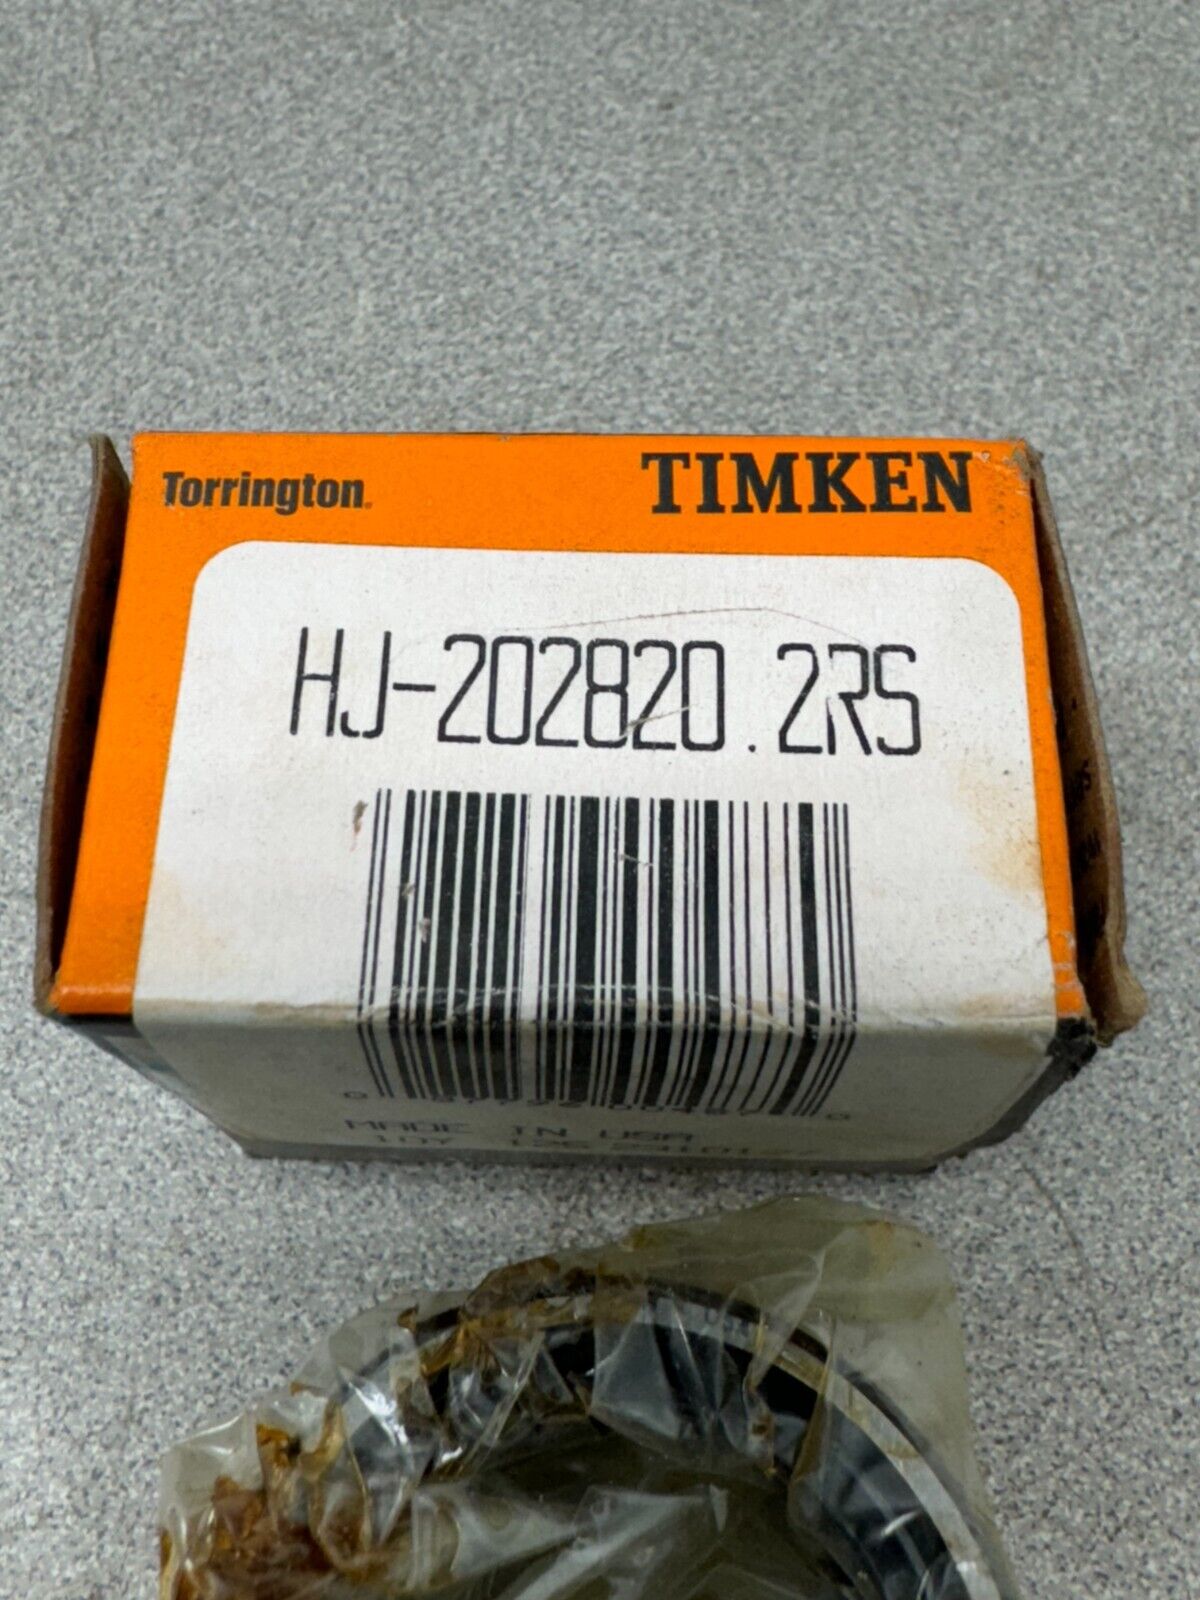 Torrington. TIMKEN
HJ-202820.2RS
MADE IN USA